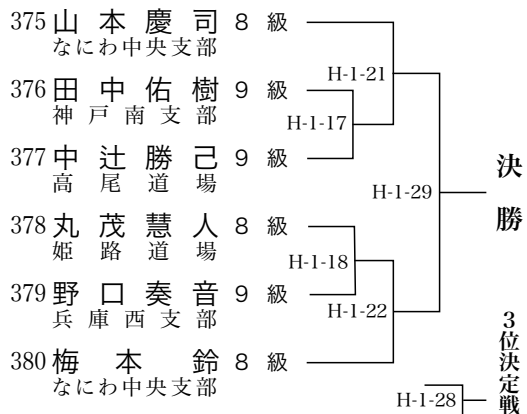 375 山本慶司 8 級
なにわ中央支部
H-1-21
376 田中佑樹 9 級
神戸南支部
H-1-17
377 中辻勝己 9 級
高尾道場
H-1-29
決勝
378 丸茂慧人 8 級
姫路道場
H-1-18
379 野口奏音 9 級
兵庫西支部
H-1-22
380 梅本鈴 8 級
なにわ中央支部
H-1-28
3位決定戦